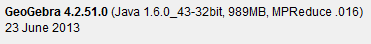 GeoGebra 4.2.51.0 (Java 1.6.0_43-32bit, 989MB, MPReduce .016)
23 June 2013